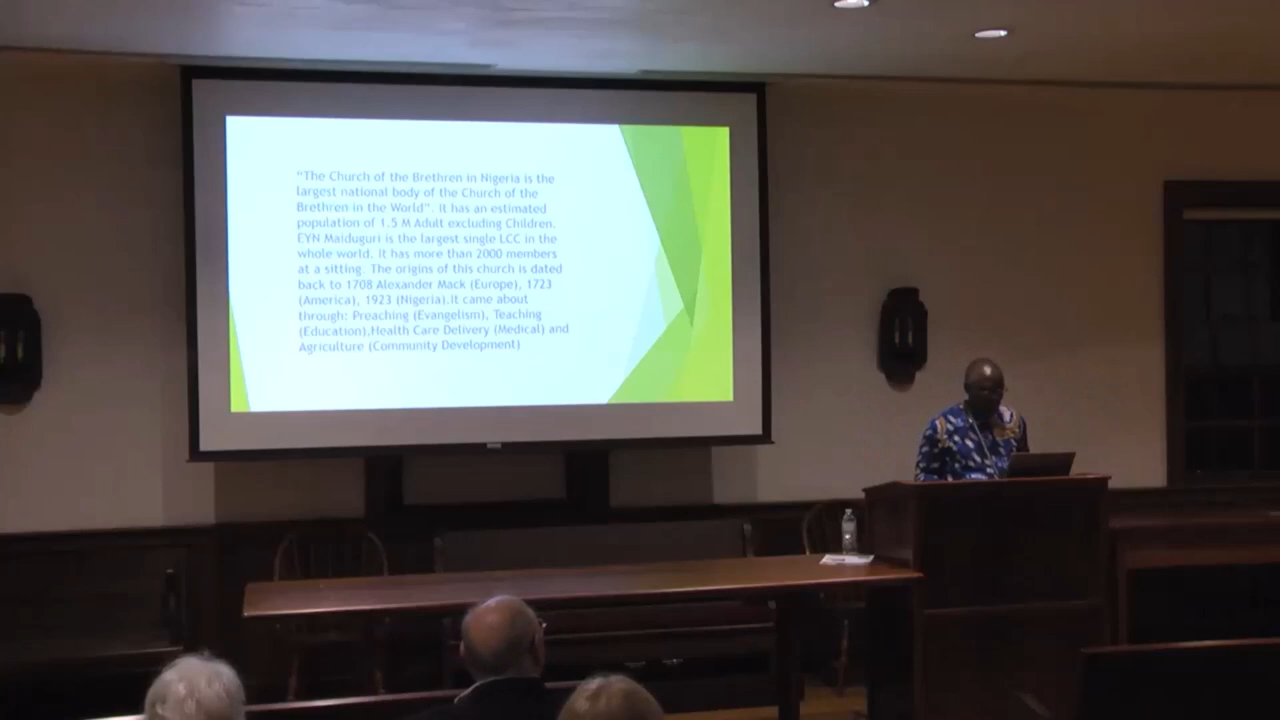 “The Church of the Brethren in Nigeria is the
largest national body of the Church of the
Brethren in the World”. It has an estimated
population of 1.5 M Adult excluding Children.
EYN Maiduguri is the largest single LCC in the
whole world. It has more than 2000 members
at a sitting. The origins of this church is dated
back to 1708 Alexander Mack (Europe), 1723
(America), 1923 (Nigeria).It came about
through: Preaching (Evangelism), Teaching
(Education),Health Care Delivery (Medical) and
Agriculture (Community Development)